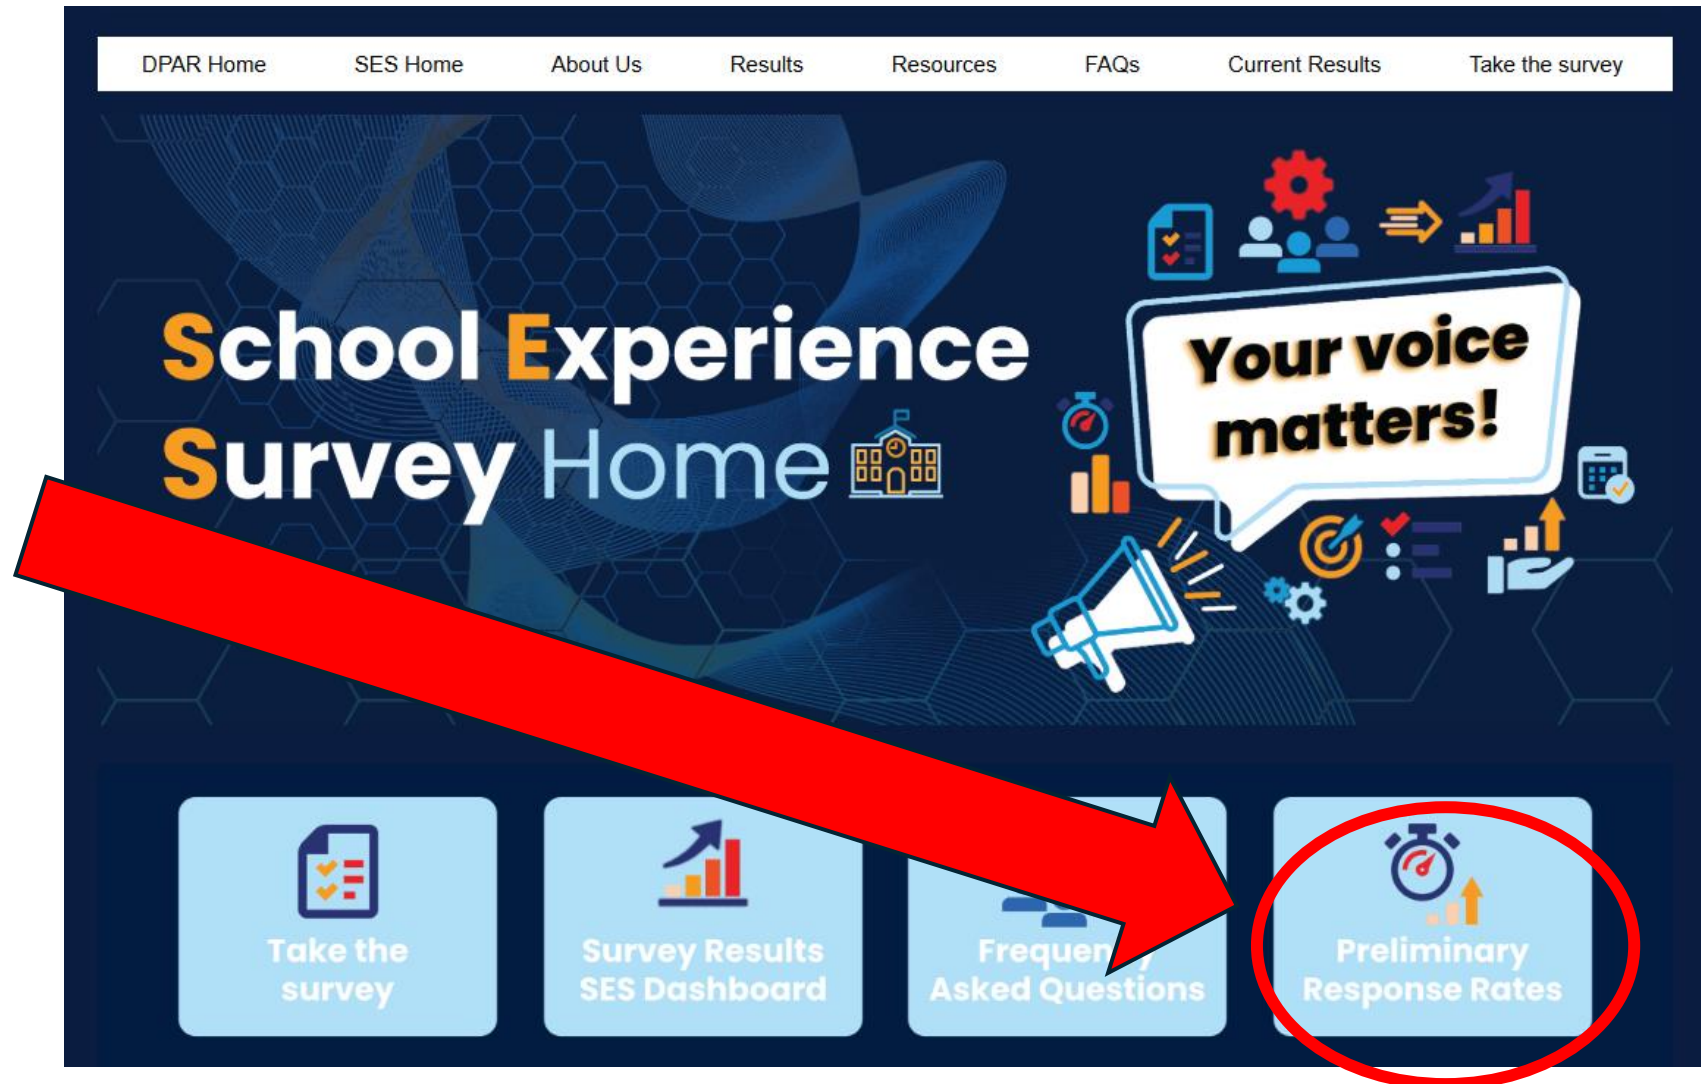 DPAR Home SES Home About Us Results Resources FAQs Current Results Take the survey
School Experience
Survey Home
Your voice
matters!
Take the
survey
Survey Results
SES Dashboard
Asked Questions
Preliminary
Response Rates